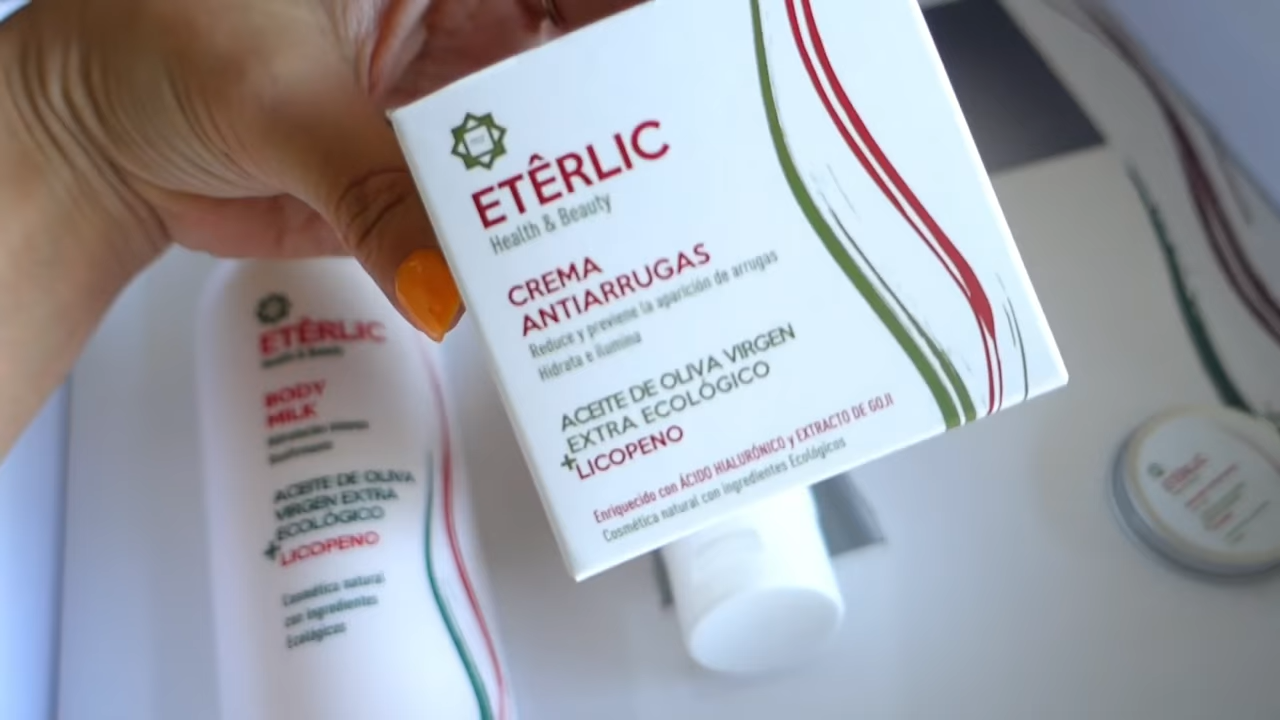 ETÊRLIC
Health & Beauty
CREMA
ANTIARRUGAS
Reduce y previene la aparición de arrugas
Hidrata e ilumina
ACEITE DE OLIVA VIRGEN
EXTRA ECOLÓGICO
+LICOPENO
Enriquecido con ÁCIDO HIALURÓNICO y EXTRACTO DE GOJI
Cosmética natural con ingredientes Ecológicos
ETÊRLIC
Health & Beauty
BODY
MILK
ACEITE DE OLIVA
VIRGEN EXTRA
ECOLÓGICO
+LICOPENO
Cosmética natural
con ingredientes
Ecológicos